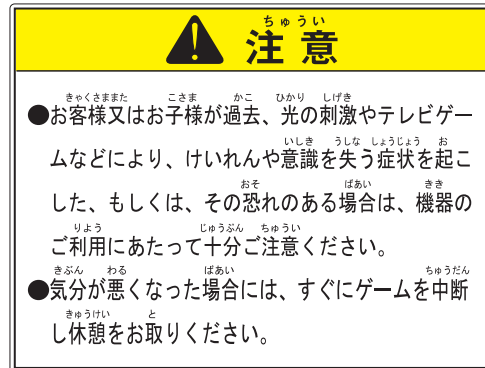 注意
●お客様又はお子様が過去、光の刺激やテレビゲー
ムなどにより、けいれんや意識を失う症状を起こ
した、もしくは、その恐れのある場合は、機器の
ご利用にあたって十分ご注意ください。
●気分が悪くなった場合には、すぐにゲームを中断
し休憩をお取りください。